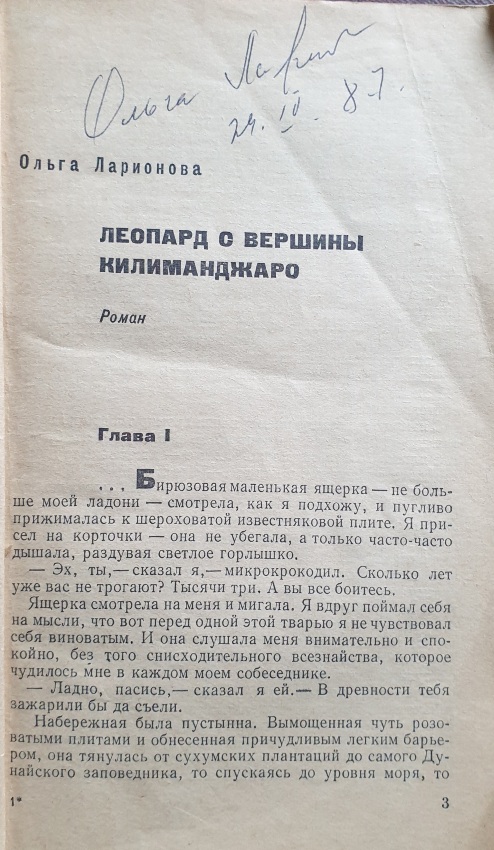 Ольга Ларионова
24. IV. 87.
Ольга Ларионова
ЛЕОПАРД С ВЕРШИНЫ
КИЛИМАНДЖАРО
Роман
Глава I
... Бирюзовая маленькая ящерка — не боль-
ше моей ладони — смотрела, как я подхожу, и пугливо
прижималась к шероховатой известняковой плите. Я при-
сел на корточки — она не убегала, а только часто-часто
дышала, раздувая светлое горлышко.
— Эх, ты,— сказал я,— микрокрокодил. Сколько лет
уже вас не трогают? Тысячи три. А вы все боитесь.
Ящерка смотрела на меня и мигала. Я вдруг поймал себя
на мысли, что вот перед одной этой тварью я не чувствовал
себя виноватым. И она слушала меня внимательно и спо-
койно, без того снисходительного всезнайства, которое
чудилось мне в каждом моем собеседнике.
— Ладно, пасись,— сказал я ей.— В древности тебя
зажарили бы да съели.
Набережная была пустынна. Вымощенная чуть розо-
ватыми плитами и обнесенная причудливым легким барье-
ром, она тянулась от сухумских плантаций до самого Ду-
найского заповедника, то спускаясь до уровня моря, то
1*
3